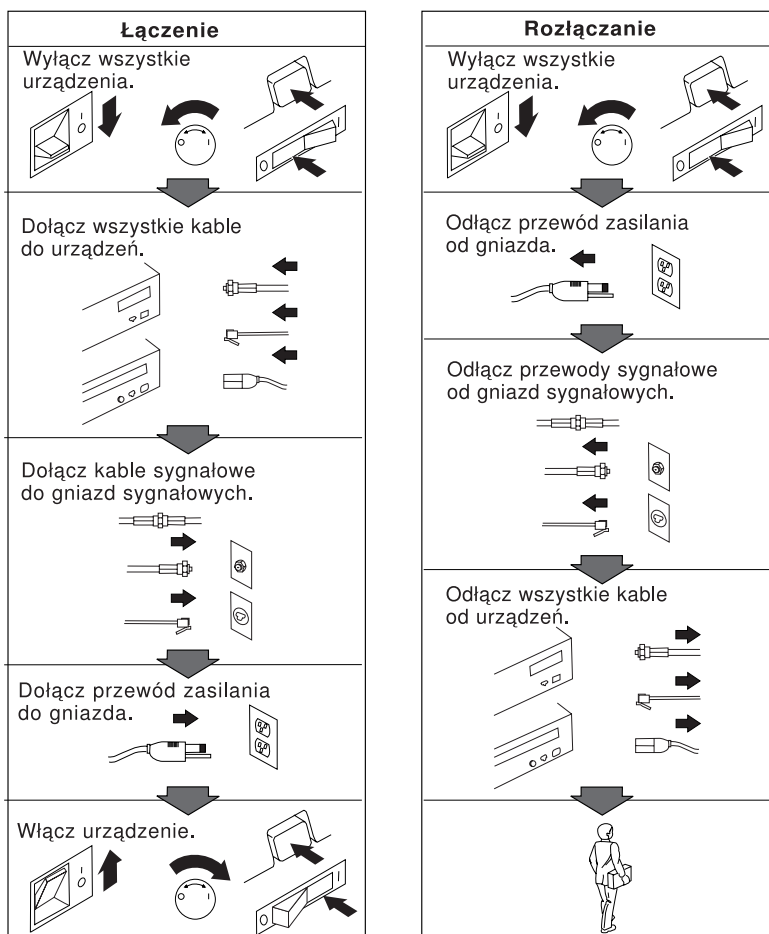 Łączenie
Wyłącz wszystkie
urządzenia.
Dołącz wszystkie kable
do urządzeń.
Dołącz kable sygnałowe
do gniazd sygnałowych.
Dołącz przewód zasilania
do gniazda.
Włącz urządzenie.
Rozłączanie
Wyłącz wszystkie
urządzenia.
Odłącz przewód zasilania
od gniazda.
Odłącz przewody sygnałowe
od gniazd sygnałowych.
Odłącz wszystkie kable
od urządzeń.